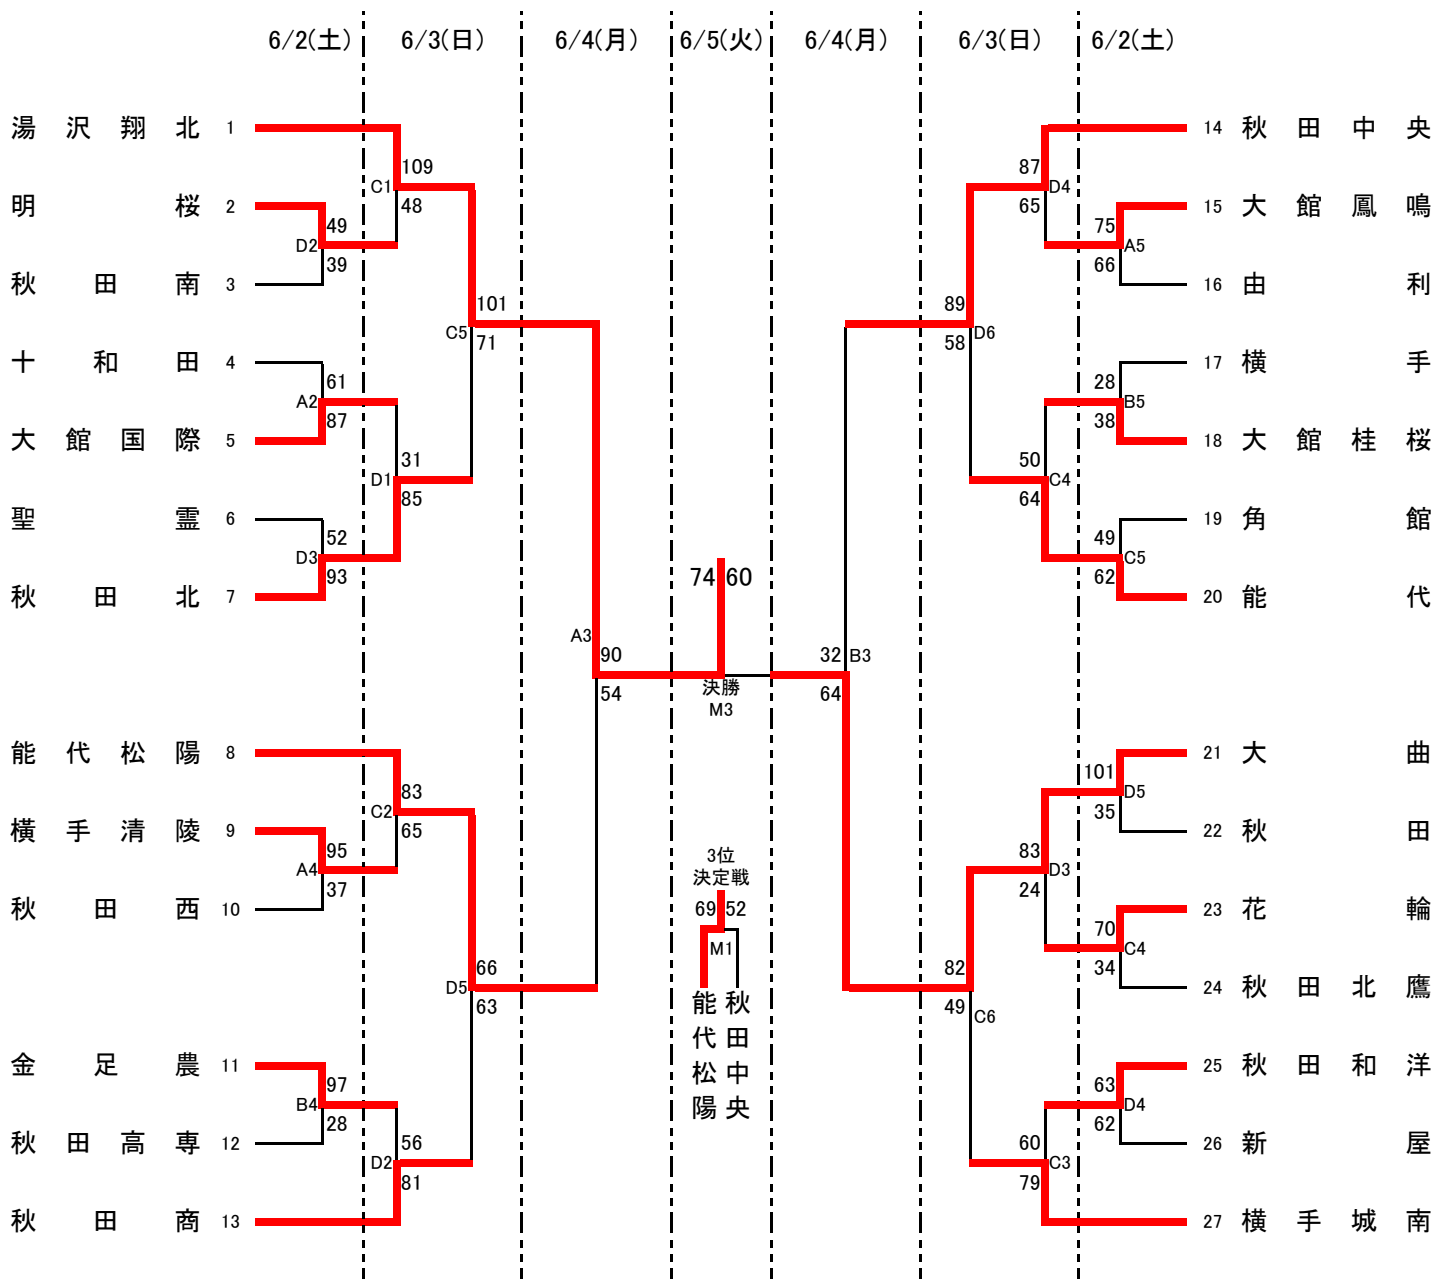 6/2(土) 6/3(日) 6/4(月) 6/5(火) 6/4(月) 6/3(日) 6/2(土)
湯沢翔北 1
14 秋田中央
109
C1
48
87
D4
65
明桜 2
15 大館鳳鳴
49
D2
39
75
A5
66
秋田南 3
16 由利
101
C5
71
89
D6
58
十和田 4
17 横手
61
A2
87
28
B5
38
大館国際 5
18 大館桂桜
31
D1
85
50
C4
64
聖霊 6
19 角館
52
D3
93
49
C5
62
秋田北 7
20 能代
74 60
A3
90
54
決勝
M3
32
B3
64
能代松陽 8
21 大曲
83
C2
65
101
D5
35
横手清陵 9
22 秋田
95
A4
37
83
D3
24
秋田西 10
23 花輪
3位
決定戦
69 52
M1
能代松陽
秋田中央
70
C4
34
24 秋田北鷹
66
D5
63
82
49
C6
金足農 11
25 秋田和洋
97
B4
28
63
D4
62
秋田高専 12
26 新屋
56
D2
81
60
C3
79
秋田商 13
27 横手城南